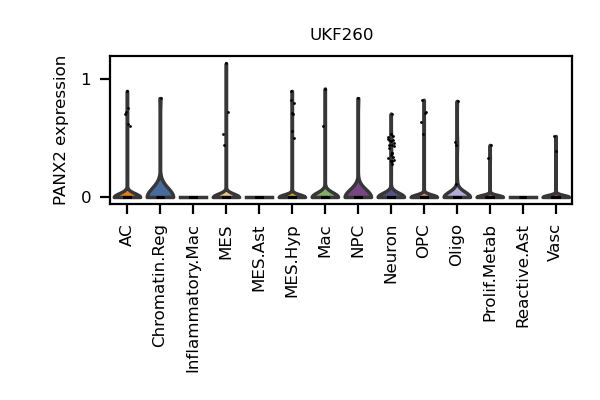 UKF260
PANX2 expression
1
0
AC
Chromatin.Reg
Inflammatory.Mac
MES
MES.Ast
MES.Hyp
Mac
NPC
Neuron
OPC
Oligo
Prolif.Metab
Reactive.Ast
Vasc